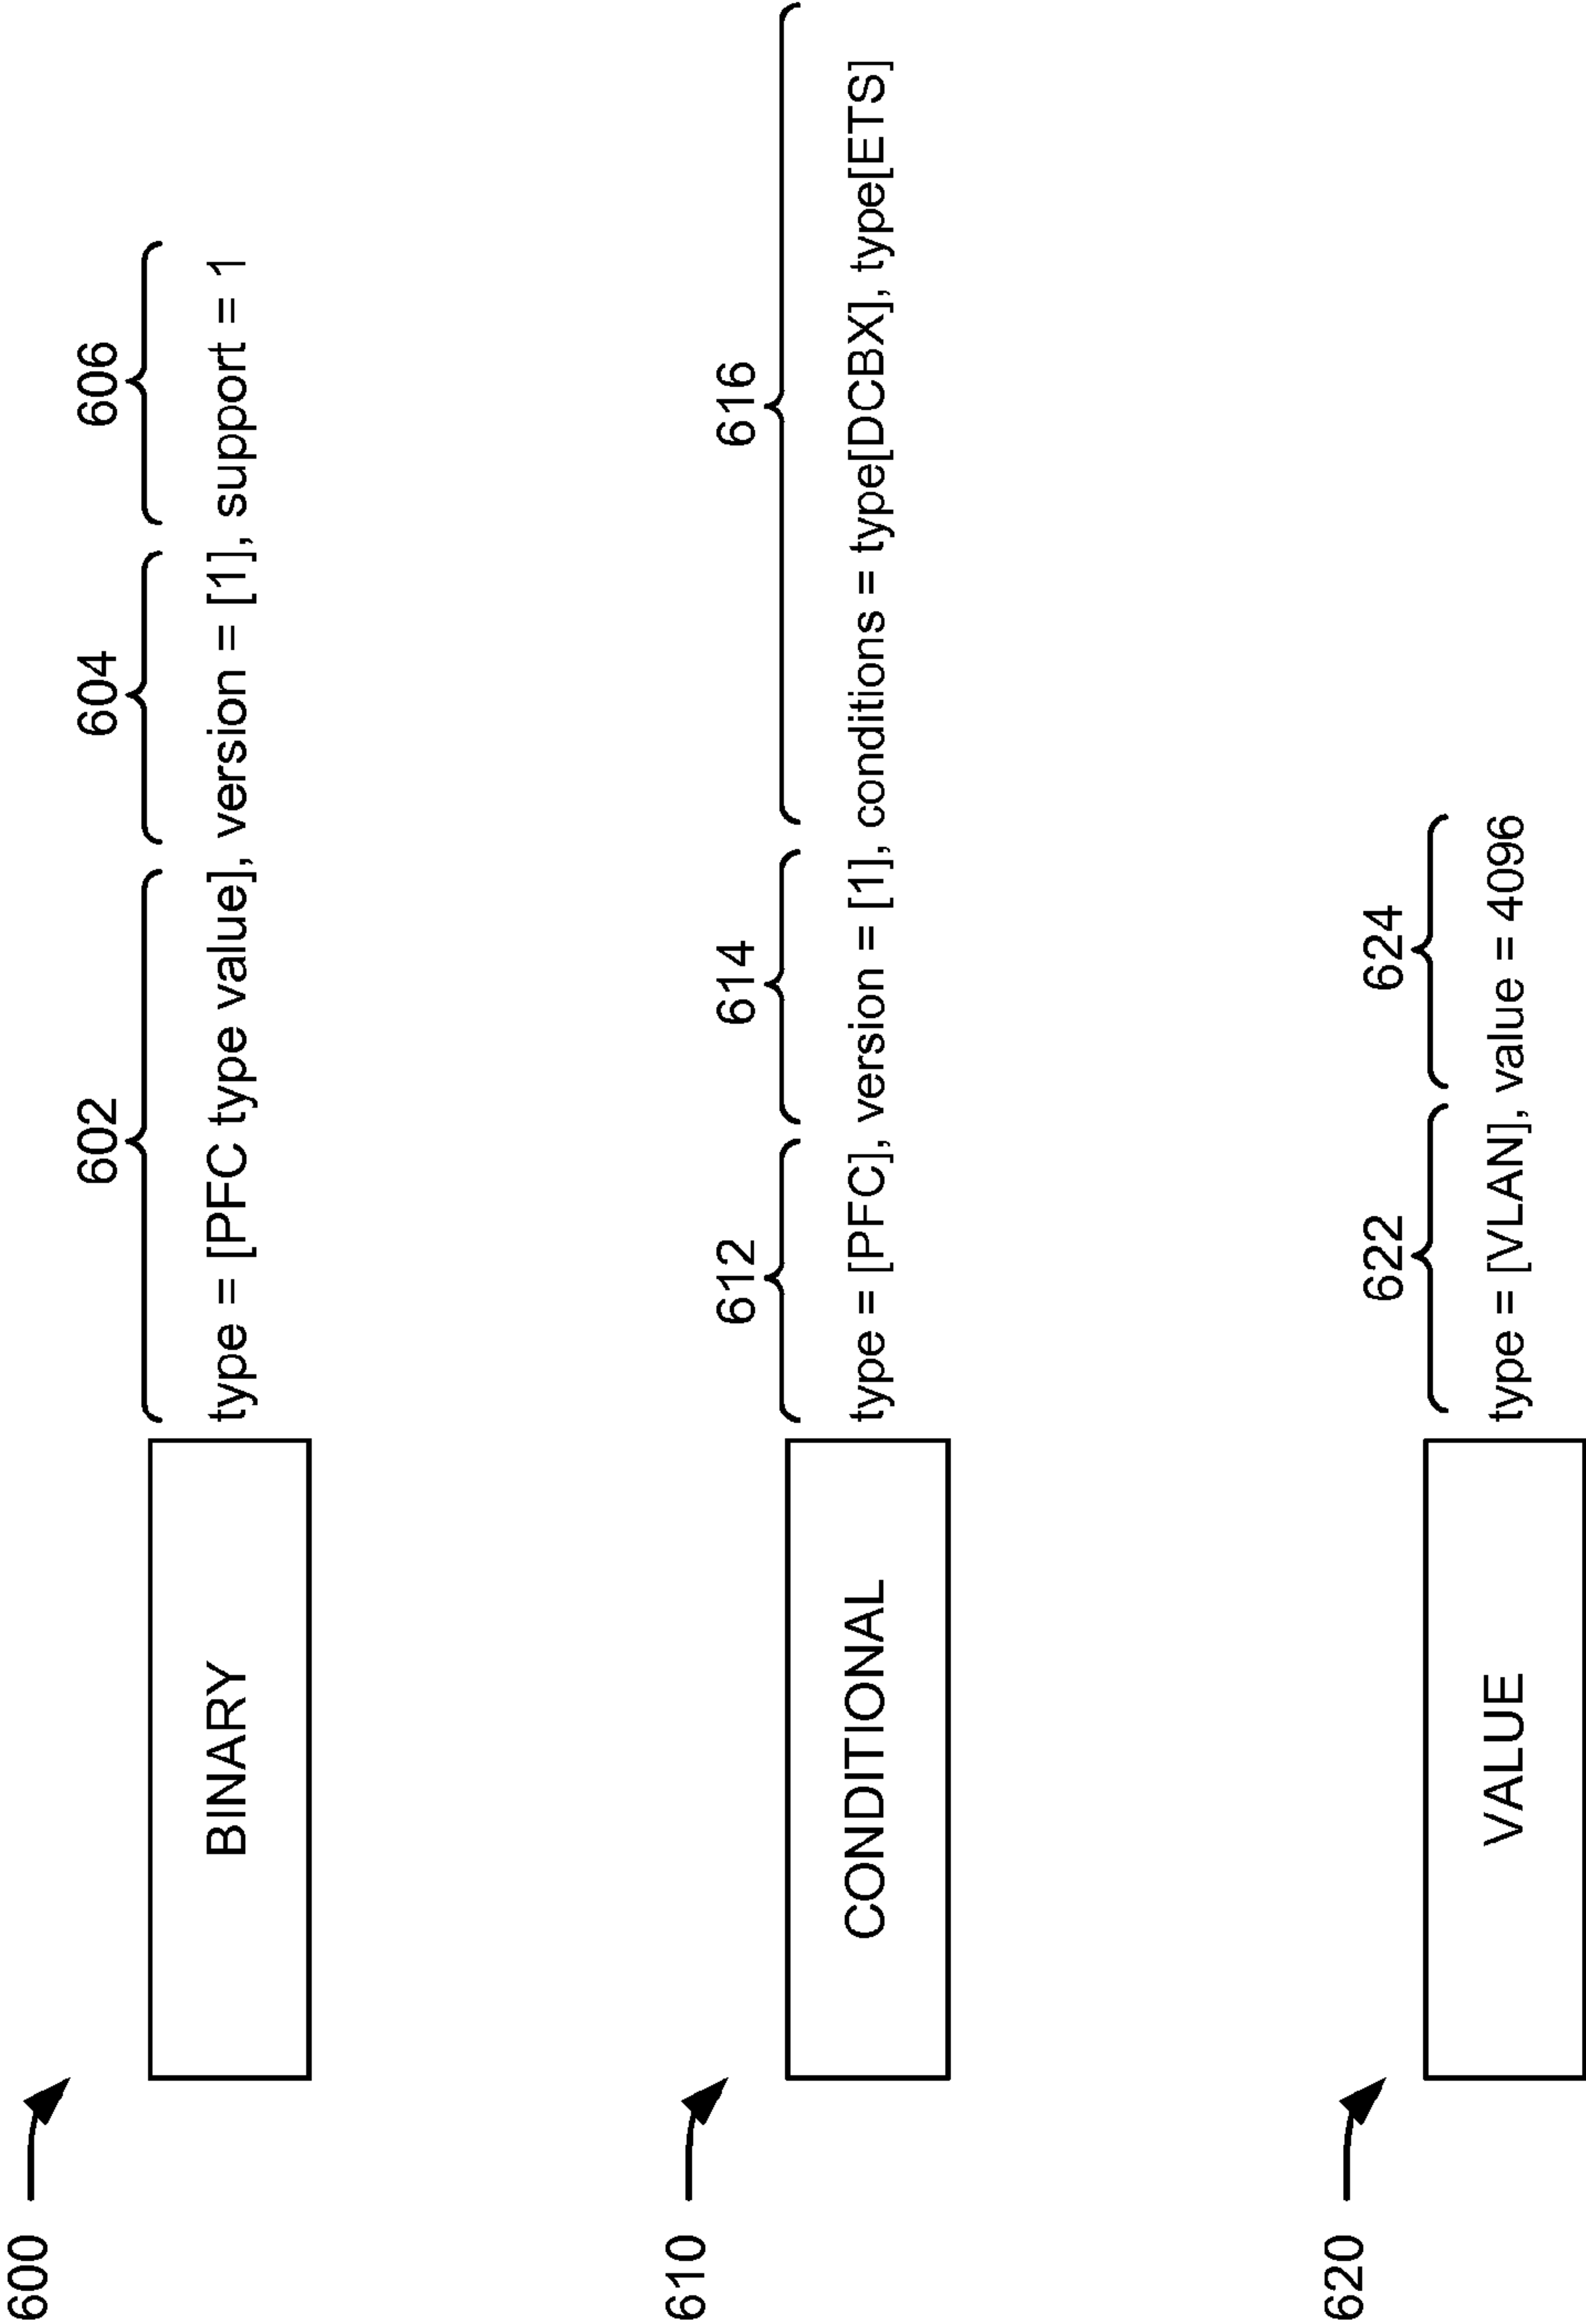 600
602 604 606
BINARY type = [PFC type value], version = [1], support = 1
610
612 614 616
CONDITIONAL type = [PFC], version = [1], conditions = type[DCBX], type[ETS]
620
622 624
VALUE type = [VLAN], value = 4096